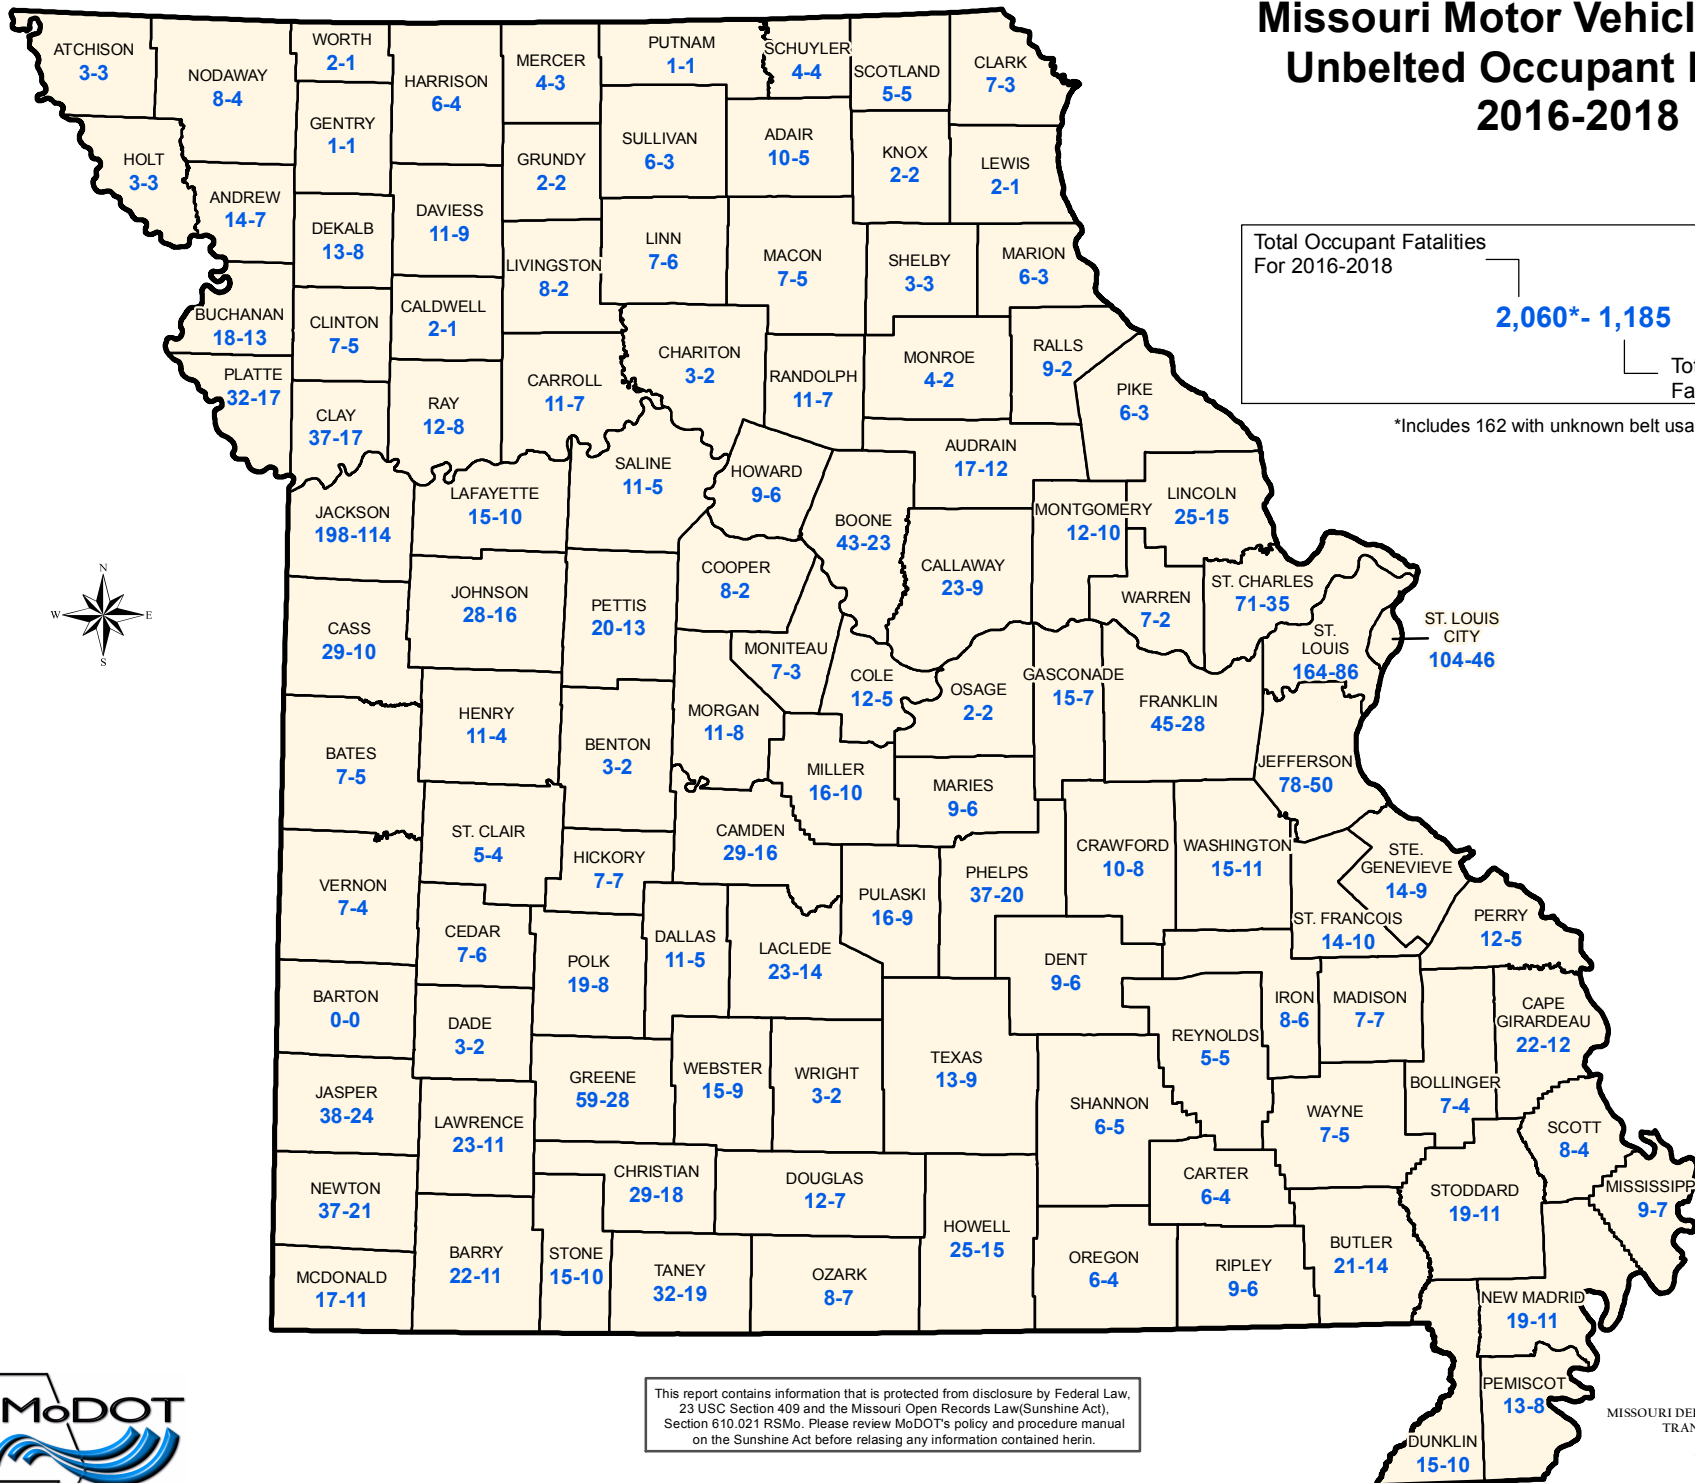 Missouri Motor
Unbelted Occupant
2016-2018
ATCHISON
3-3
NODAWAY
8-4
WORTH
2-1
HARRISON
6-4
MERCER
4-3
PUTNAM
1-1
SCHUYLER
4-4
SCOTLAND
5-5
CLARK
7-3
HOLT
3-3
GENTRY
1-1
ANDREW
14-7
DEKALB
13-8
DAVIESS
11-9
GRUNDY
2-2
SULLIVAN
6-3
ADAIR
10-5
KNOX
2-2
LEWIS
2-1
Total Occupant Fatalities
For 2016-2018
2,060*- 1,185
*Includes 162 with unknown belt
LIVINGSTON
8-2
LINN
7-6
MACON
7-5
SHELBY
3-3
MARION
6-3
BUCHANAN
18-13
CLINTON
7-5
CALDWELL
2-1
PLATTE
32-17
CLAY
37-17
RAY
12-8
CARROLL
11-7
CHARITON
3-2
RANDOLPH
11-7
MONROE
4-2
RALLS
9-2
PIKE
6-3
AUDRAIN
17-12
JACKSON
198-114
LAFAYETTE
15-10
SALINE
11-5
HOWARD
9-6
BOONE
43-23
CALLAWAY
23-9
MONTGOMERY
12-10
LINCOLN
25-15
WARREN
7-2
ST. CHARLES
71-35
ST.
LOUIS
164-86
ST. LOUIS
CITY
104-46
N
W
E
S
CASS
29-10
JOHNSON
28-16
PETTIS
20-13
COOPER
8-2
MONITEAU
7-3
COLE
12-5
OSAGE
2-2
GASCONADE
15-7
FRANKLIN
45-28
JEFFERSON
78-50
BATES
7-5
HENRY
11-4
BENTON
3-2
MORGAN
11-8
MILLER
16-10
MARIES
9-6
CAMDEN
29-16
ST. CLAIR
5-4
HICKORY
7-7
VERNON
7-4
CEDAR
7-6
POLK
19-8
DALLAS
11-5
LACLEDE
23-14
PULASKI
16-9
PHELPS
37-20
CRAWFORD
10-8
WASHINGTON
15-11
STE.
GENEVIEVE
14-9
ST. FRANCOIS
14-10
PERRY
12-5
DENT
9-6
BARTON
0-0
DADE
3-2
IRON
8-6
MADISON
7-7
CAPE
GIRARDEAU
22-12
REYNOLDS
5-5
BOLLINGER
7-4
JASPER
38-24
LAWRENCE
23-11
GREENE
59-28
WEBSTER
15-9
WRIGHT
3-2
TEXAS
13-9
SHANNON
6-5
WAYNE
7-5
SCOTT
8-4
NEWTON
37-21
CHRISTIAN
29-18
DOUGLAS
12-7
CARTER
6-4
STODDARD
19-11
MISSISSIPP
9-7
MCDONALD
17-11
BARRY
22-11
STONE
15-10
TANEY
32-19
OZARK
8-7
HOWELL
25-15
OREGON
6-4
RIPLEY
9-6
BUTLER
21-14
NEW MADRID
19-11
PEMISCOT
13-8
DUNKLIN
15-10
MoDOT
This report contains information that is protected from disclosure by Federal Law,
23 USC Section 409 and the Missouri Open Records Law(Sunshine Act),
Section 610.021 RSMo. Please review MoDOT's policy and procedure manual
on the Sunshine Act before relasing any information contained herin.
MISSOURI